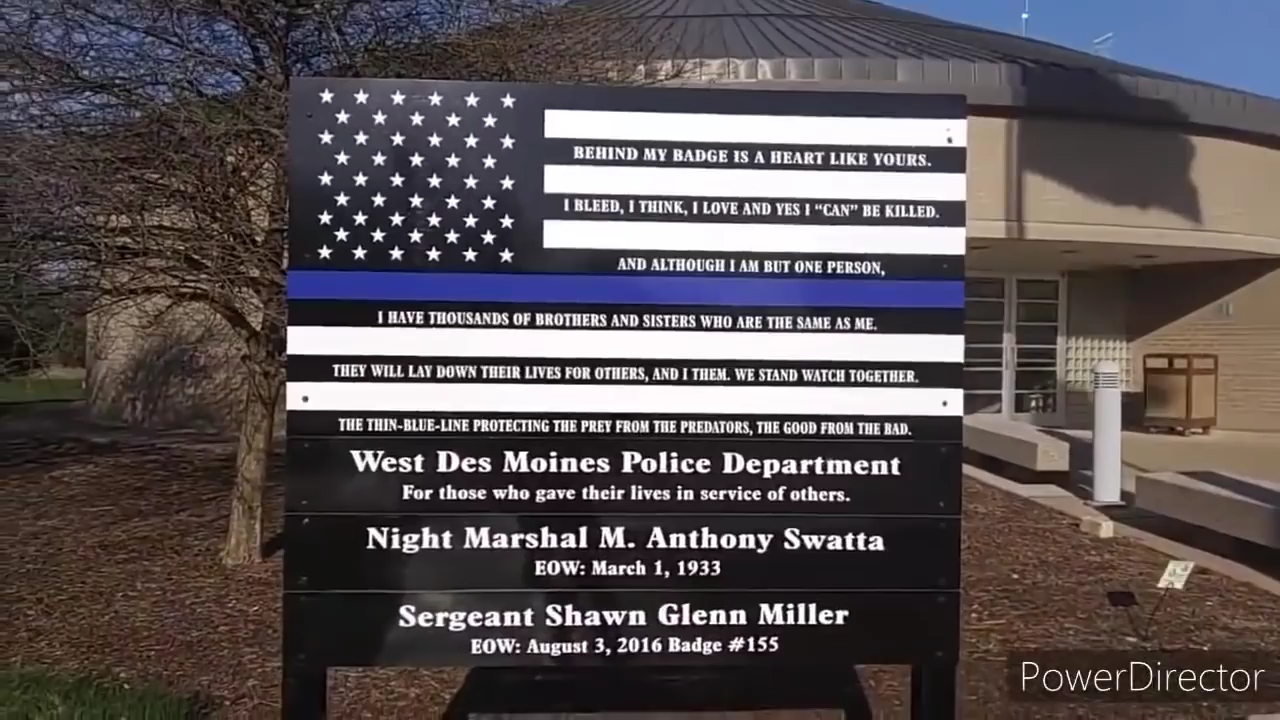 BEHIND MY BADGE IS A HEART LIKE YOURS.
I BLEED, I THINK, I LOVE AND YES I “CAN” BE KILLED.
AND ALTHOUGH I AM BUT ONE PERSON,
I HAVE THOUSANDS OF BROTHERS AND SISTERS WHO ARE THE SAME AS ME.
THEY WILL LAY DOWN THEIR LIVES FOR OTHERS, AND I THEM. WE STAND WATCH TOGETHER.
THE THIN-BLUE-LINE PROTECTING THE PREY FROM THE PREDATORS, THE GOOD FROM THE BAD.
West Des Moines Police Department
For those who gave their lives in service of others.
Night Marshal M. Anthony Swatta
EOW: March 1, 1933
Sergeant Shawn Glenn Miller
EOW: August 3, 2016 Badge #155
PowerDirector